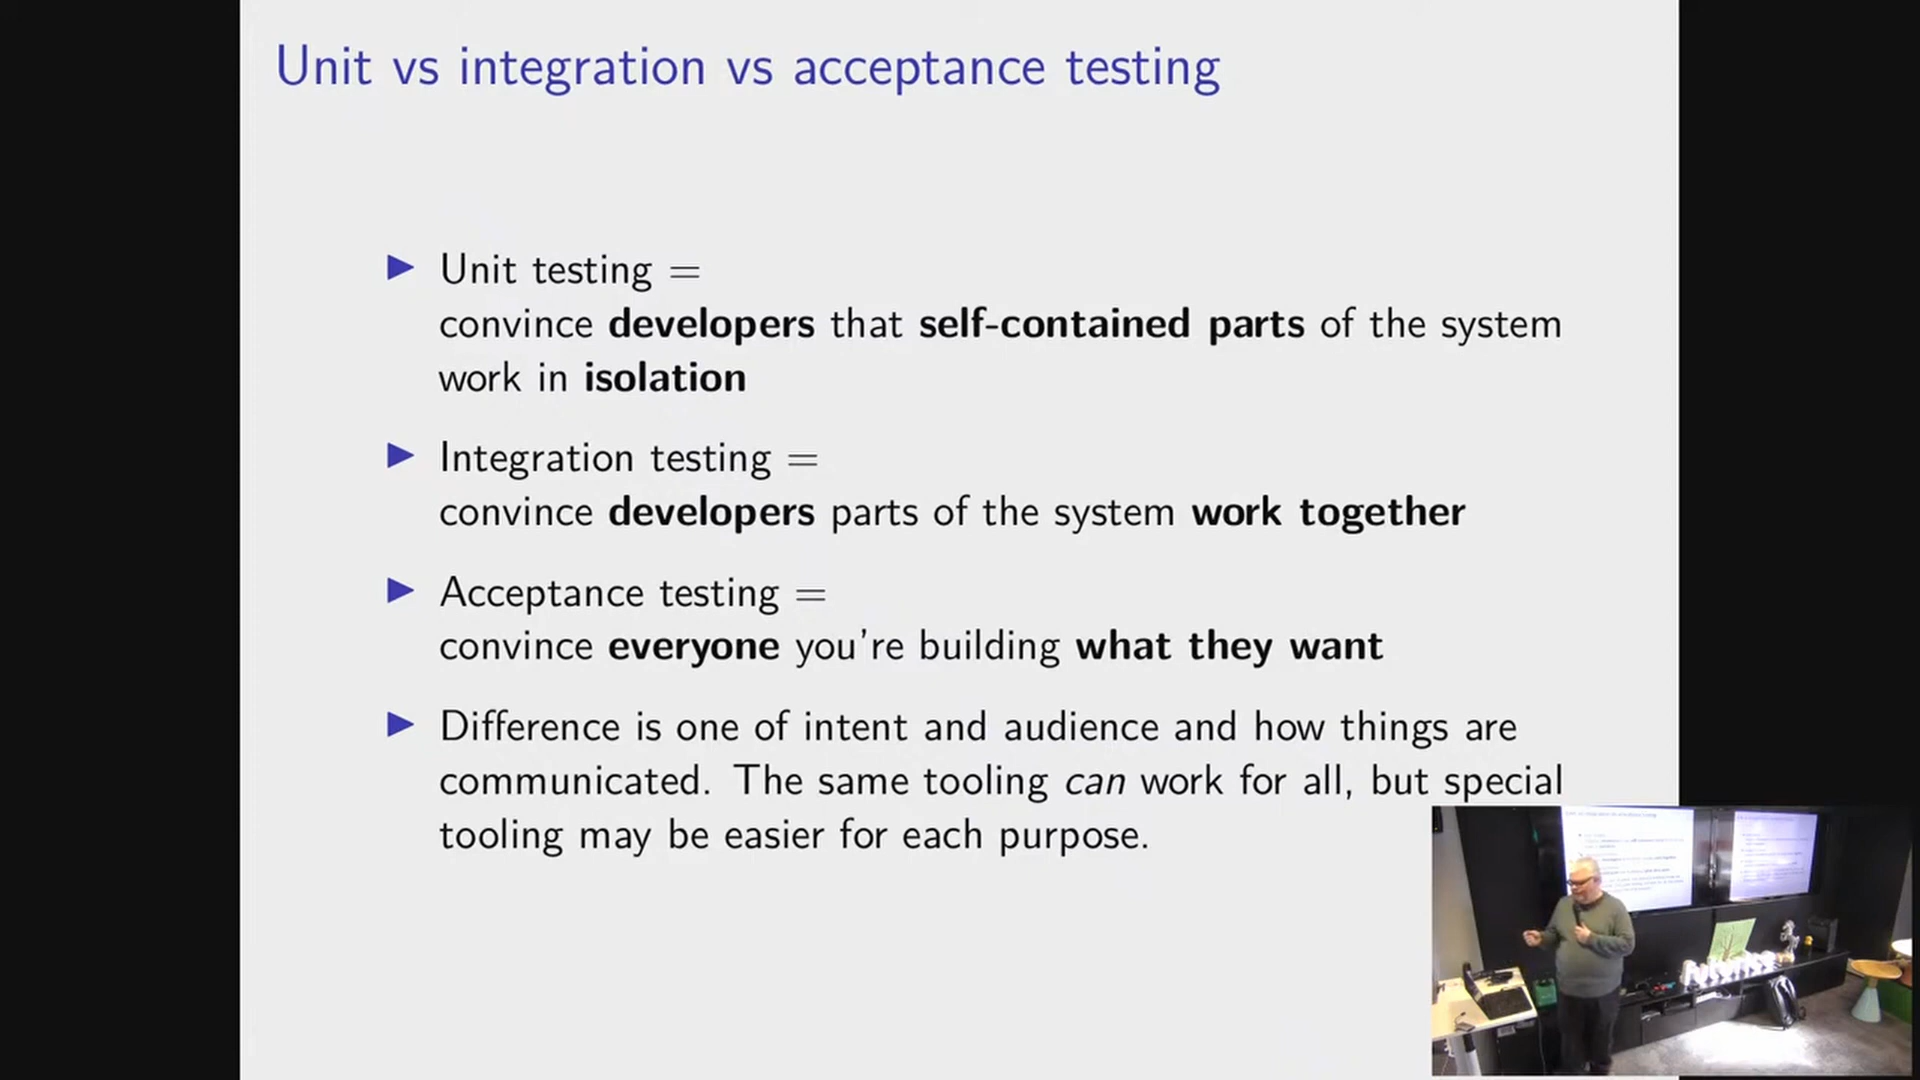 Unit vs integration vs acceptance testing
Unit testing =
convince developers that self-contained parts of the system
work in isolation
Integration testing =
convince developers parts of the system work together
Acceptance testing =
convince everyone you're building what they want
Difference is one of intent and audience and how things are
communicated. The same tooling can work for all, but special
tooling may be easier for each purpose.